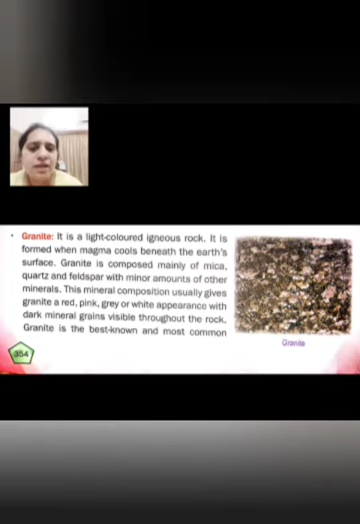 • Granite: It is a light-coloured igneous rock. It is
formed when magma cools beneath the earth's
surface. Granite is composed mainly of mica,
quartz and feldspar with minor amounts of other
minerals. This mineral composition usually gives
granite a red, pink, grey or white appearance with
dark mineral grains visible throughout the rock.
Granite is the best-known and most common
Granite
354